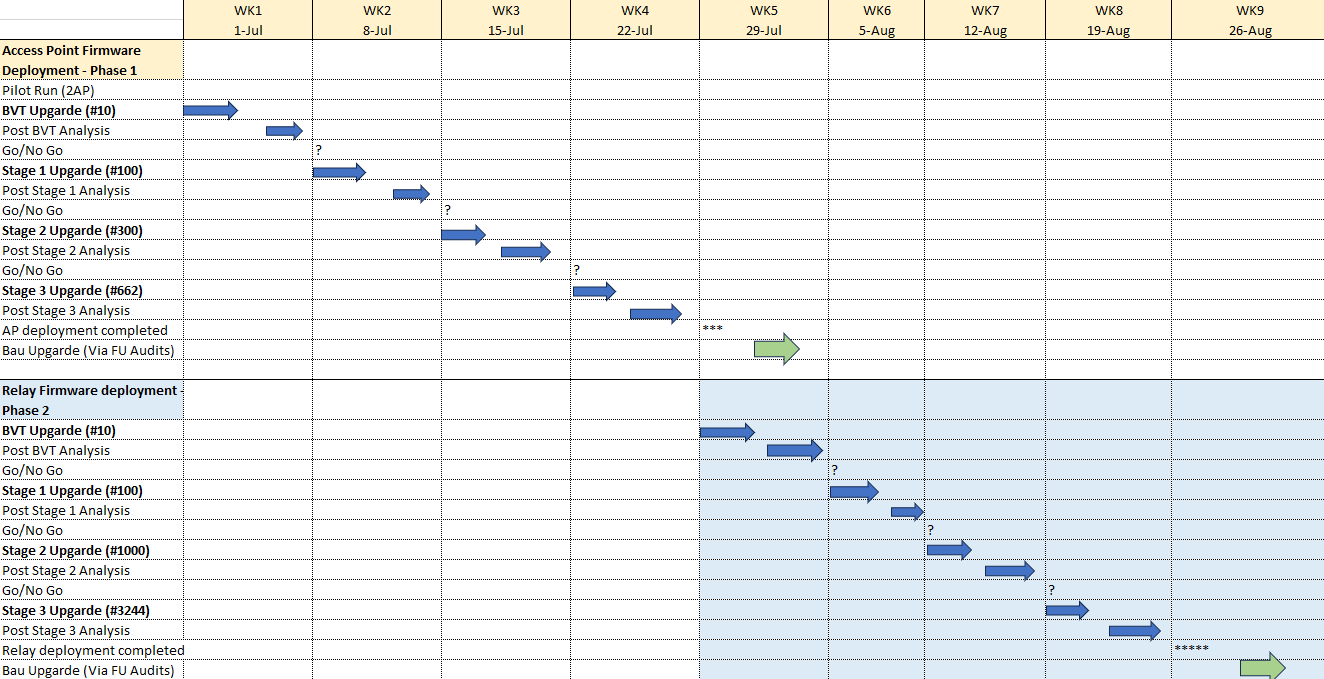 WK1 WK2 WK3 WK4 WK5 WK6 WK7 WK8 WK9
1-Jul 8-Jul 15-Jul 22-Jul 29-Jul 5-Aug 12-Aug 19-Aug 26-Aug
Access Point Firmware
Deployment - Phase 1
Pilot Run (2AP)
BVT Upgarde (#10)
Post BVT Analysis
Go/No Go ?
Stage 1 Upgarde (#100)
Post Stage 1 Analysis
Go/No Go ?
Stage 2 Upgarde (#300)
Post Stage 2 Analysis
Go/No Go ?
Stage 3 Upgarde (#662)
Post Stage 3 Analysis
AP deployment completed ***
Bau Upgarde (Via FU Audits)
Relay Firmware deployment -
Phase 2
BVT Upgarde (#10)
Post BVT Analysis
Go/No Go ?
Stage 1 Upgarde (#100)
Post Stage 1 Analysis
Go/No Go ?
Stage 2 Upgarde (#1000)
Post Stage 2 Analysis
Go/No Go ?
Stage 3 Upgarde (#3244)
Post Stage 3 Analysis
Relay deployment completed *****
Bau Upgarde (Via FU Audits)